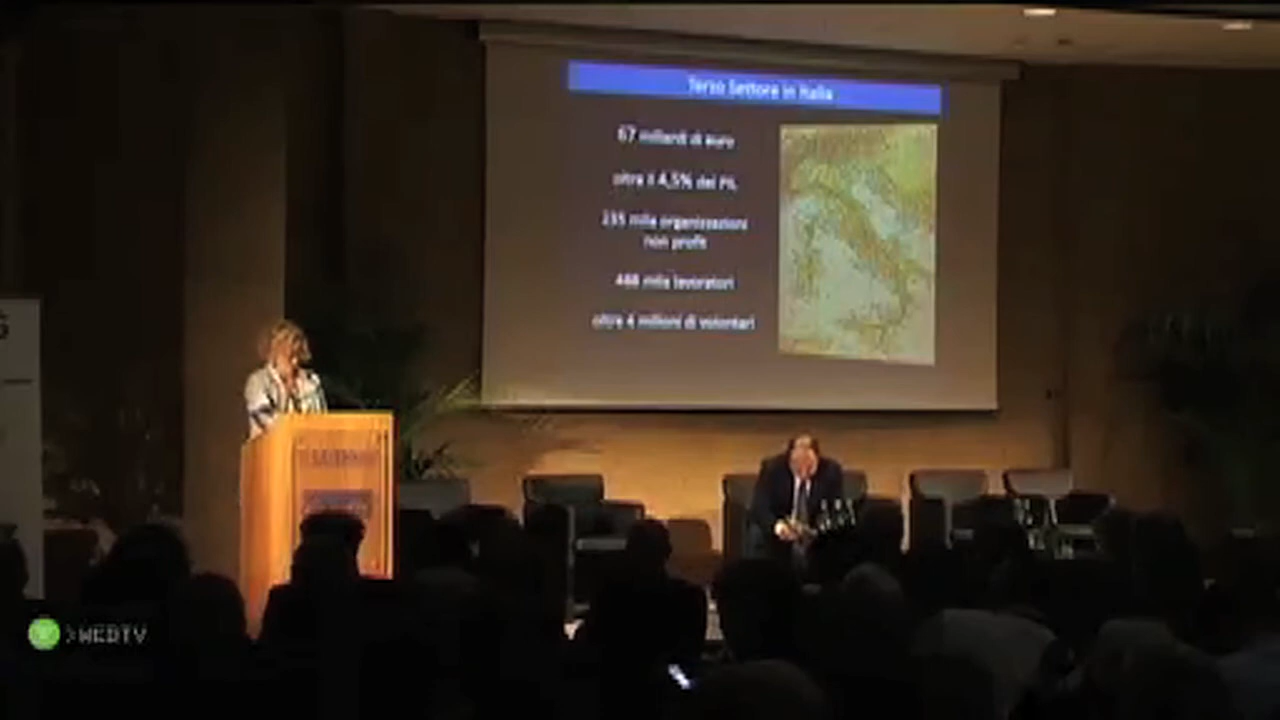 Terzo Settore in Italia
67 miliardi di euro
oltre il 4,5% del PIL
235 mila organizzazioni
non profit
488 mila lavoratori
oltre 4 milioni di volontari
>WEBTV